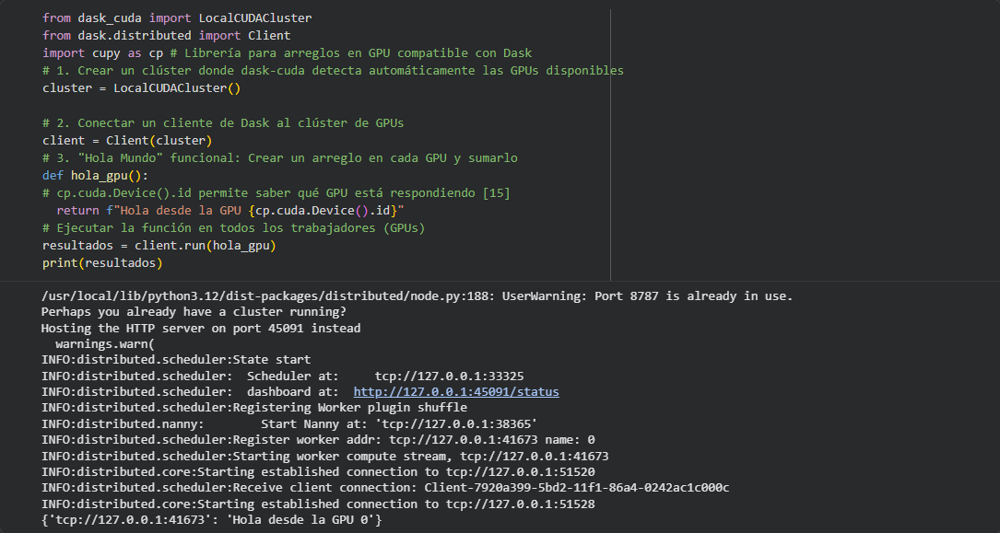 from dask_cuda import LocalCUDACluster
from dask.distributed import Client
import cupy as cp # Librería para arreglos en GPU compatible con Dask
# 1. Crear un clúster donde dask-cuda detecta automáticamente las GPUs disponibles
cluster = LocalCUDACluster()

# 2. Conectar un cliente de Dask al clúster de GPUs
client = Client(cluster)
# 3. "Hola Mundo" funcional: Crear un arreglo en cada GPU y sumarlo
def hola_gpu():
# cp.cuda.Device().id permite saber qué GPU está respondiendo [15]
  return f"Hola desde la GPU {cp.cuda.Device().id}"
# Ejecutar la función en todos los trabajadores (GPUs)
resultados = client.run(hola_gpu)
print(resultados)
/usr/local/lib/python3.12/dist-packages/distributed/node.py:188: UserWarning: Port 8787 is already in use.
Perhaps you already have a cluster running?
Hosting the HTTP server on port 45091 instead
  warnings.warn(
INFO:distributed.scheduler:State start
INFO:distributed.scheduler:  Scheduler at:     tcp://127.0.0.1:33325
INFO:distributed.scheduler:  dashboard at:  http://127.0.0.1:45091/status
INFO:distributed.scheduler:Registering Worker plugin shuffle
INFO:distributed.nanny:        Start Nanny at: 'tcp://127.0.0.1:38365'
INFO:distributed.scheduler:Register worker addr: tcp://127.0.0.1:41673 name: 0
INFO:distributed.scheduler:Starting worker compute stream, tcp://127.0.0.1:41673
INFO:distributed.core:Starting established connection to tcp://127.0.0.1:51520
INFO:distributed.scheduler:Receive client connection: Client-7920a399-5bd2-11f1-86a4-0242ac1c000c
INFO:distributed.core:Starting established connection to tcp://127.0.0.1:51528
{'tcp://127.0.0.1:41673': 'Hola desde la GPU 0'}